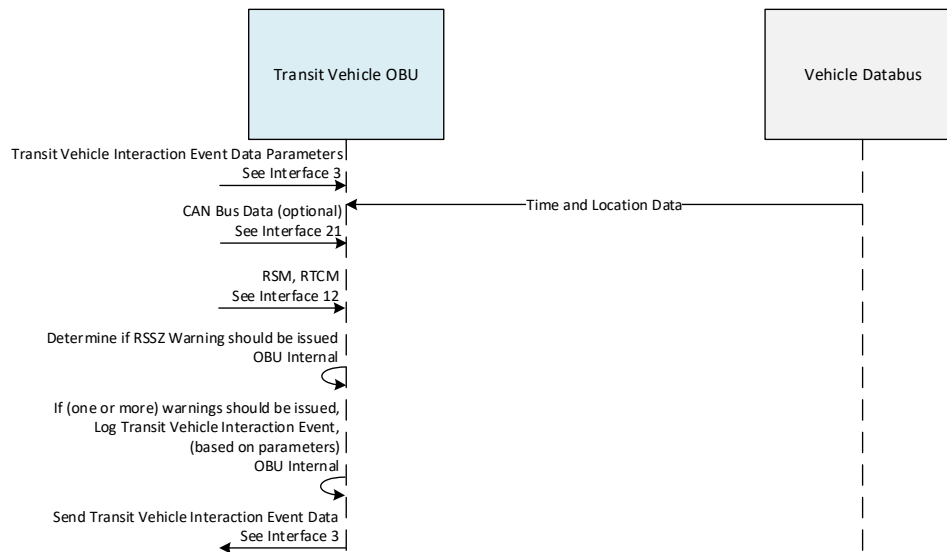 Transit Vehicle OBU
Vehicle Databus
Transit Vehicle Interaction Event Data Parameters
See Interface 3
Time and Location Data
CAN Bus Data (optional)
See Interface 21
RSM, RTCM
See Interface 12
Determine if RSSZ Warning should be issued
OBU Internal
If (one or more) warnings should be issued,
Log Transit Vehicle Interaction Event,
(based on parameters)
OBU Internal
Send Transit Vehicle Interaction Event Data
See Interface 3